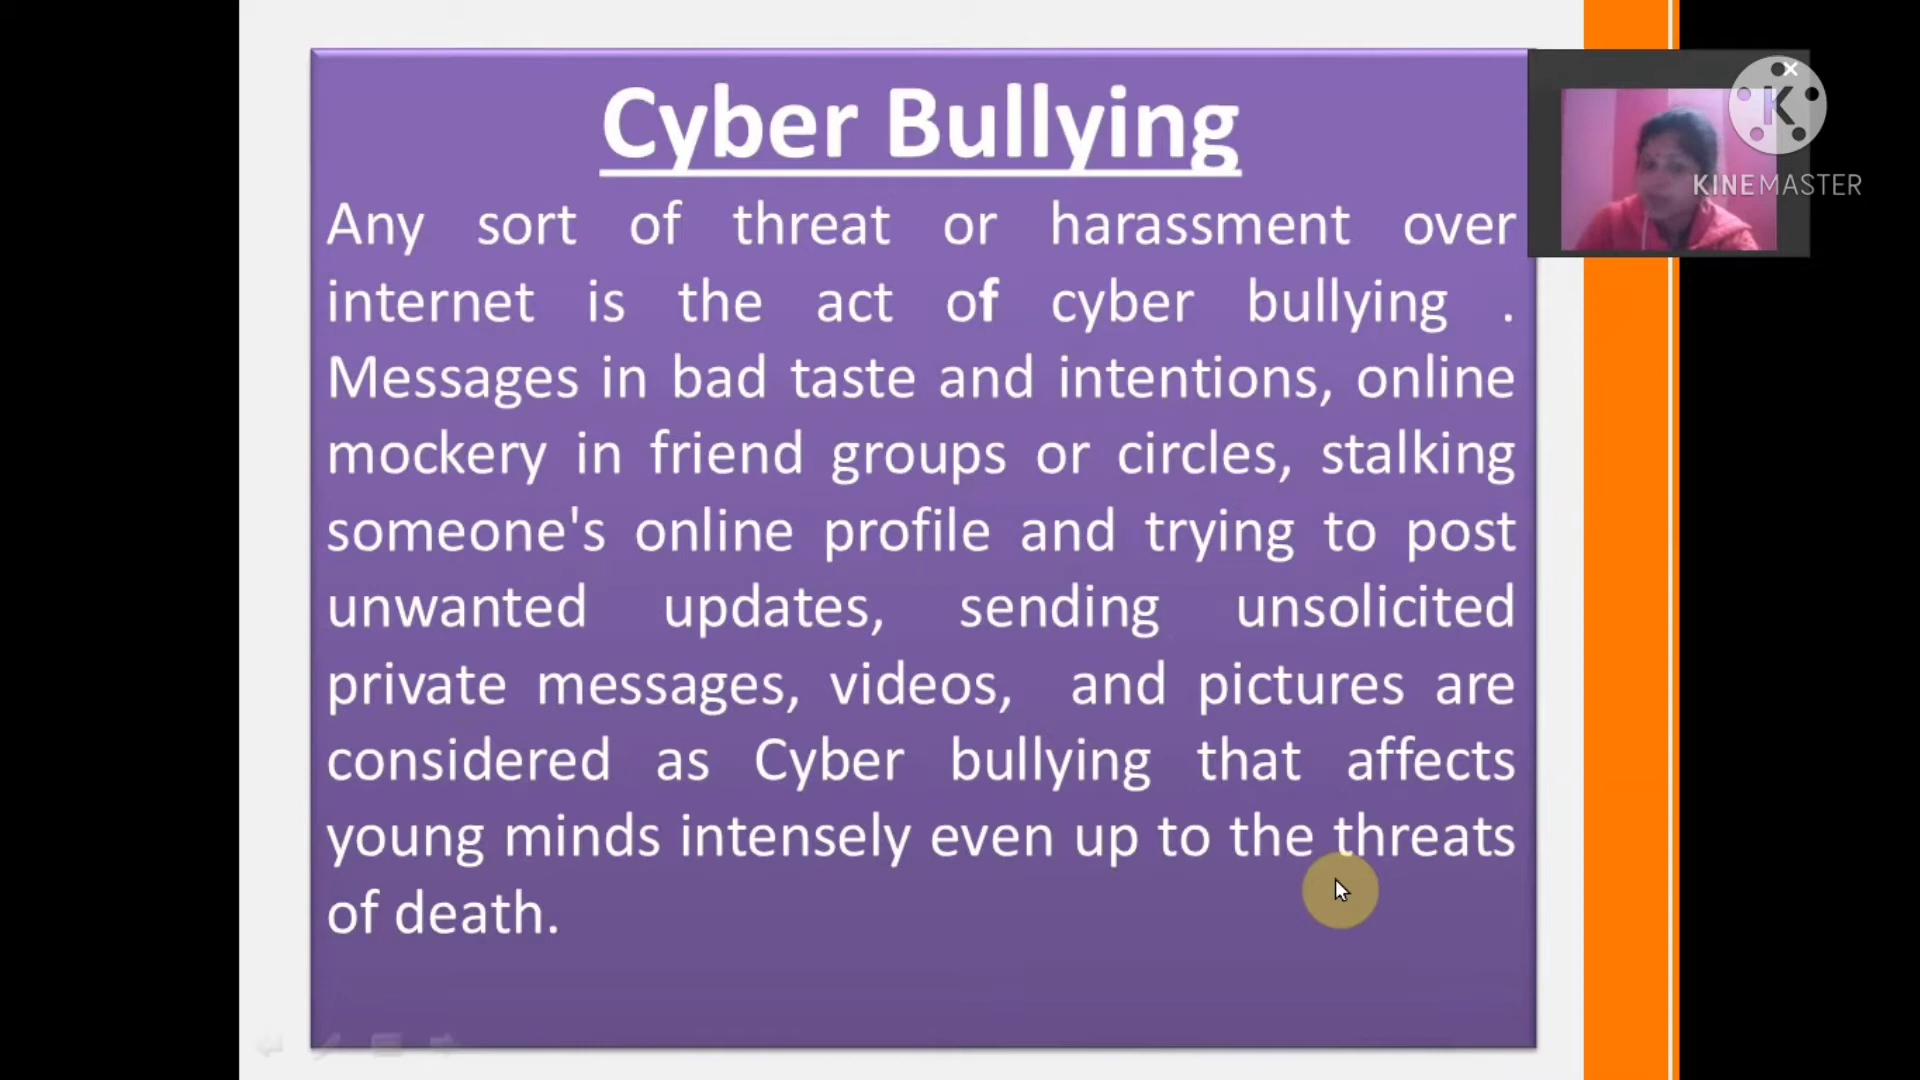 Cyber Bullying
Any sort of threat or harassment over
internet is the act of cyber bullying .
Messages in bad taste and intentions, online
mockery in friend groups or circles, stalking
someone's online profile and trying to post
unwanted updates, sending unsolicited
private messages, videos, and pictures are
considered as Cyber bullying that affects
young minds intensely even up to the threats
of death.
K
KINEMASTER